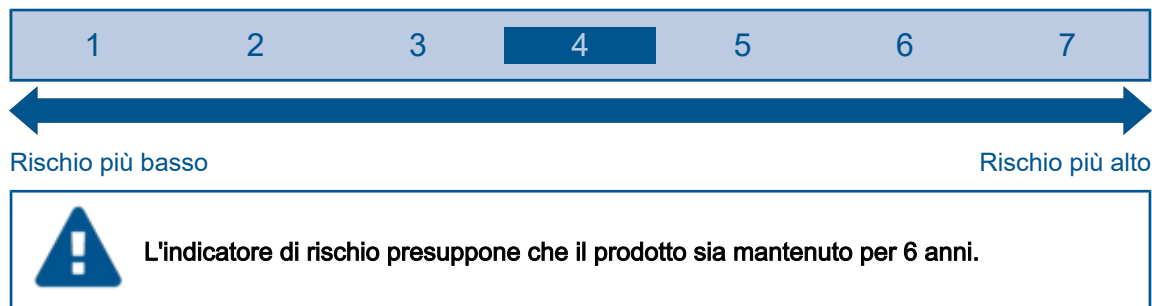 1 2 3 4 5 6 7
Rischio più basso Rischio più alto
L'indicatore di rischio presuppone che il prodotto sia mantenuto per 6 anni.